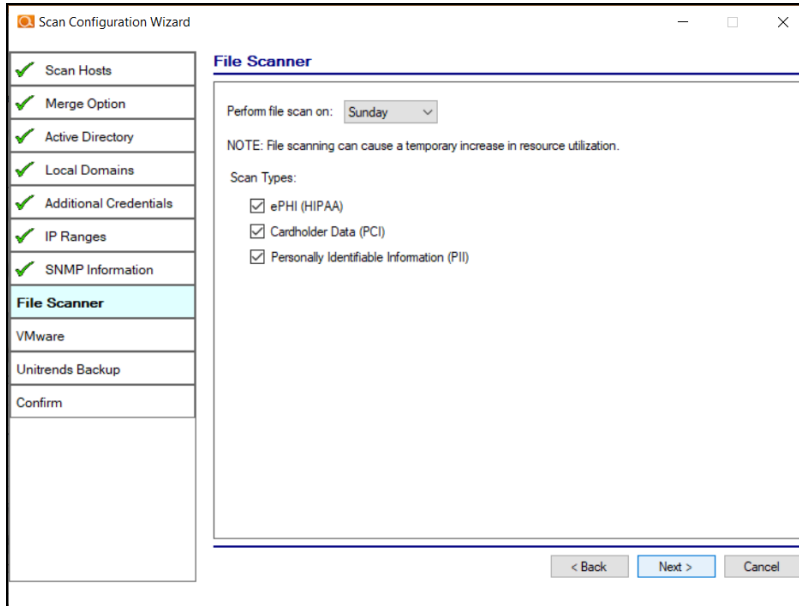 Scan Configuration Wizard
Scan Hosts
Merge Option
Active Directory
Local Domains
Additional Credentials
IP Ranges
SNMP Information
File Scanner
VMware
Unitrends Backup
Confirm
File Scanner
Perform file scan on: Sunday
NOTE: File scanning can cause a temporary increase in resource utilization.
Scan Types:
ePHI (HIPAA)
Cardholder Data (PCI)
Personally Identifiable Information (PII)
< Back Next > Cancel